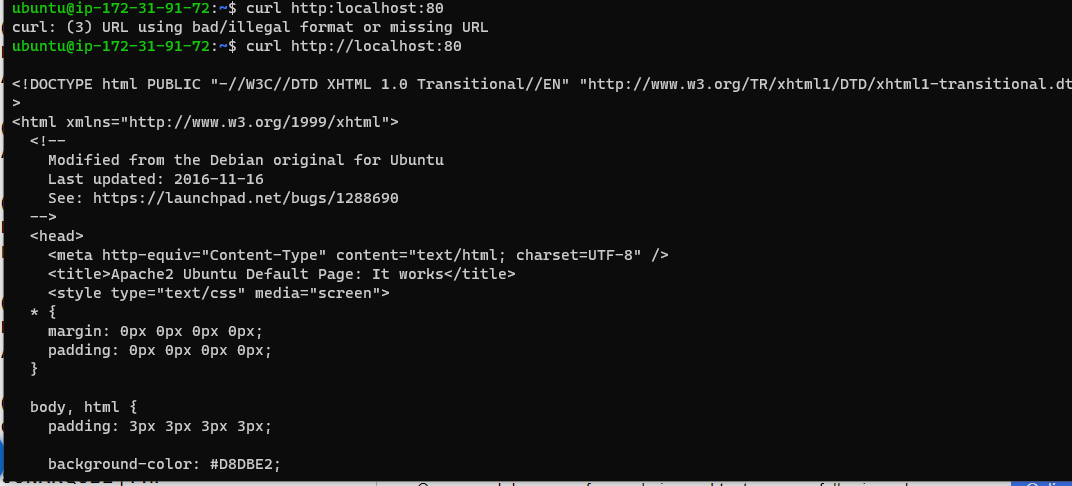 ubuntu@ip-172-31-91-72:~$ curl http:localhost:80
curl: (3) URL using bad/illegal format or missing URL
ubuntu@ip-172-31-91-72:~$ curl http://localhost:80
<!DOCTYPE html PUBLIC "-//W3C//DTD XHTML 1.0 Transitional//EN" "http://www.w3.org/TR/xhtml1/DTD/xhtml1-transitional.dt
>
<html xmlns="http://www.w3.org/1999/xhtml">
<!--
Modified from the Debian original for Ubuntu
Last updated: 2016-11-16
See: https://launchpad.net/bugs/1288690
-->
<head>
<meta http-equiv="Content-Type" content="text/html; charset=UTF-8" />
<title>Apache2 Ubuntu Default Page: It works</title>
<style type="text/css" media="screen">
* {
margin: 0px 0px 0px 0px;
padding: 0px 0px 0px 0px;
}
body, html {
padding: 3px 3px 3px 3px;
background-color: #D8DBE2;